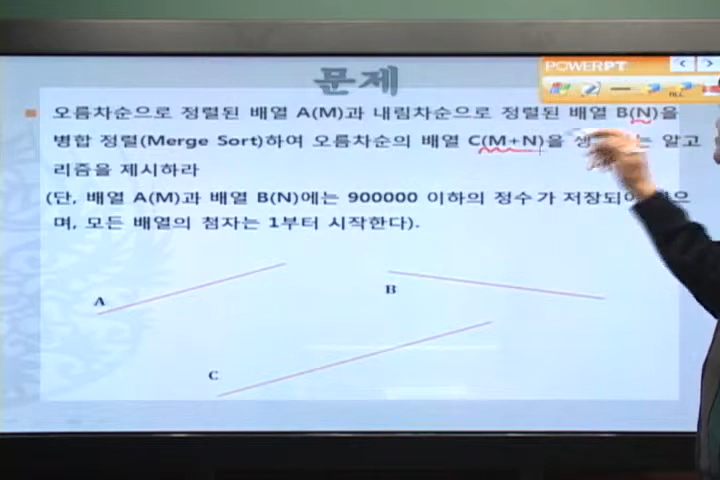 POWERPT
문제
오름차순으로 정렬된 배열 A(M)과 내림차순으로 정렬된 배열 B(N)을
병합 정렬(Merge Sort)하여 오름차순의 배열 C(M+N)을 알고
리즘을 제시하라
(단, 배열 A(M)과 배열 B(N)에는 900000 이하의 정수가
며, 모든 배열의 첨자는 1부터 시작한다).
A
B
C